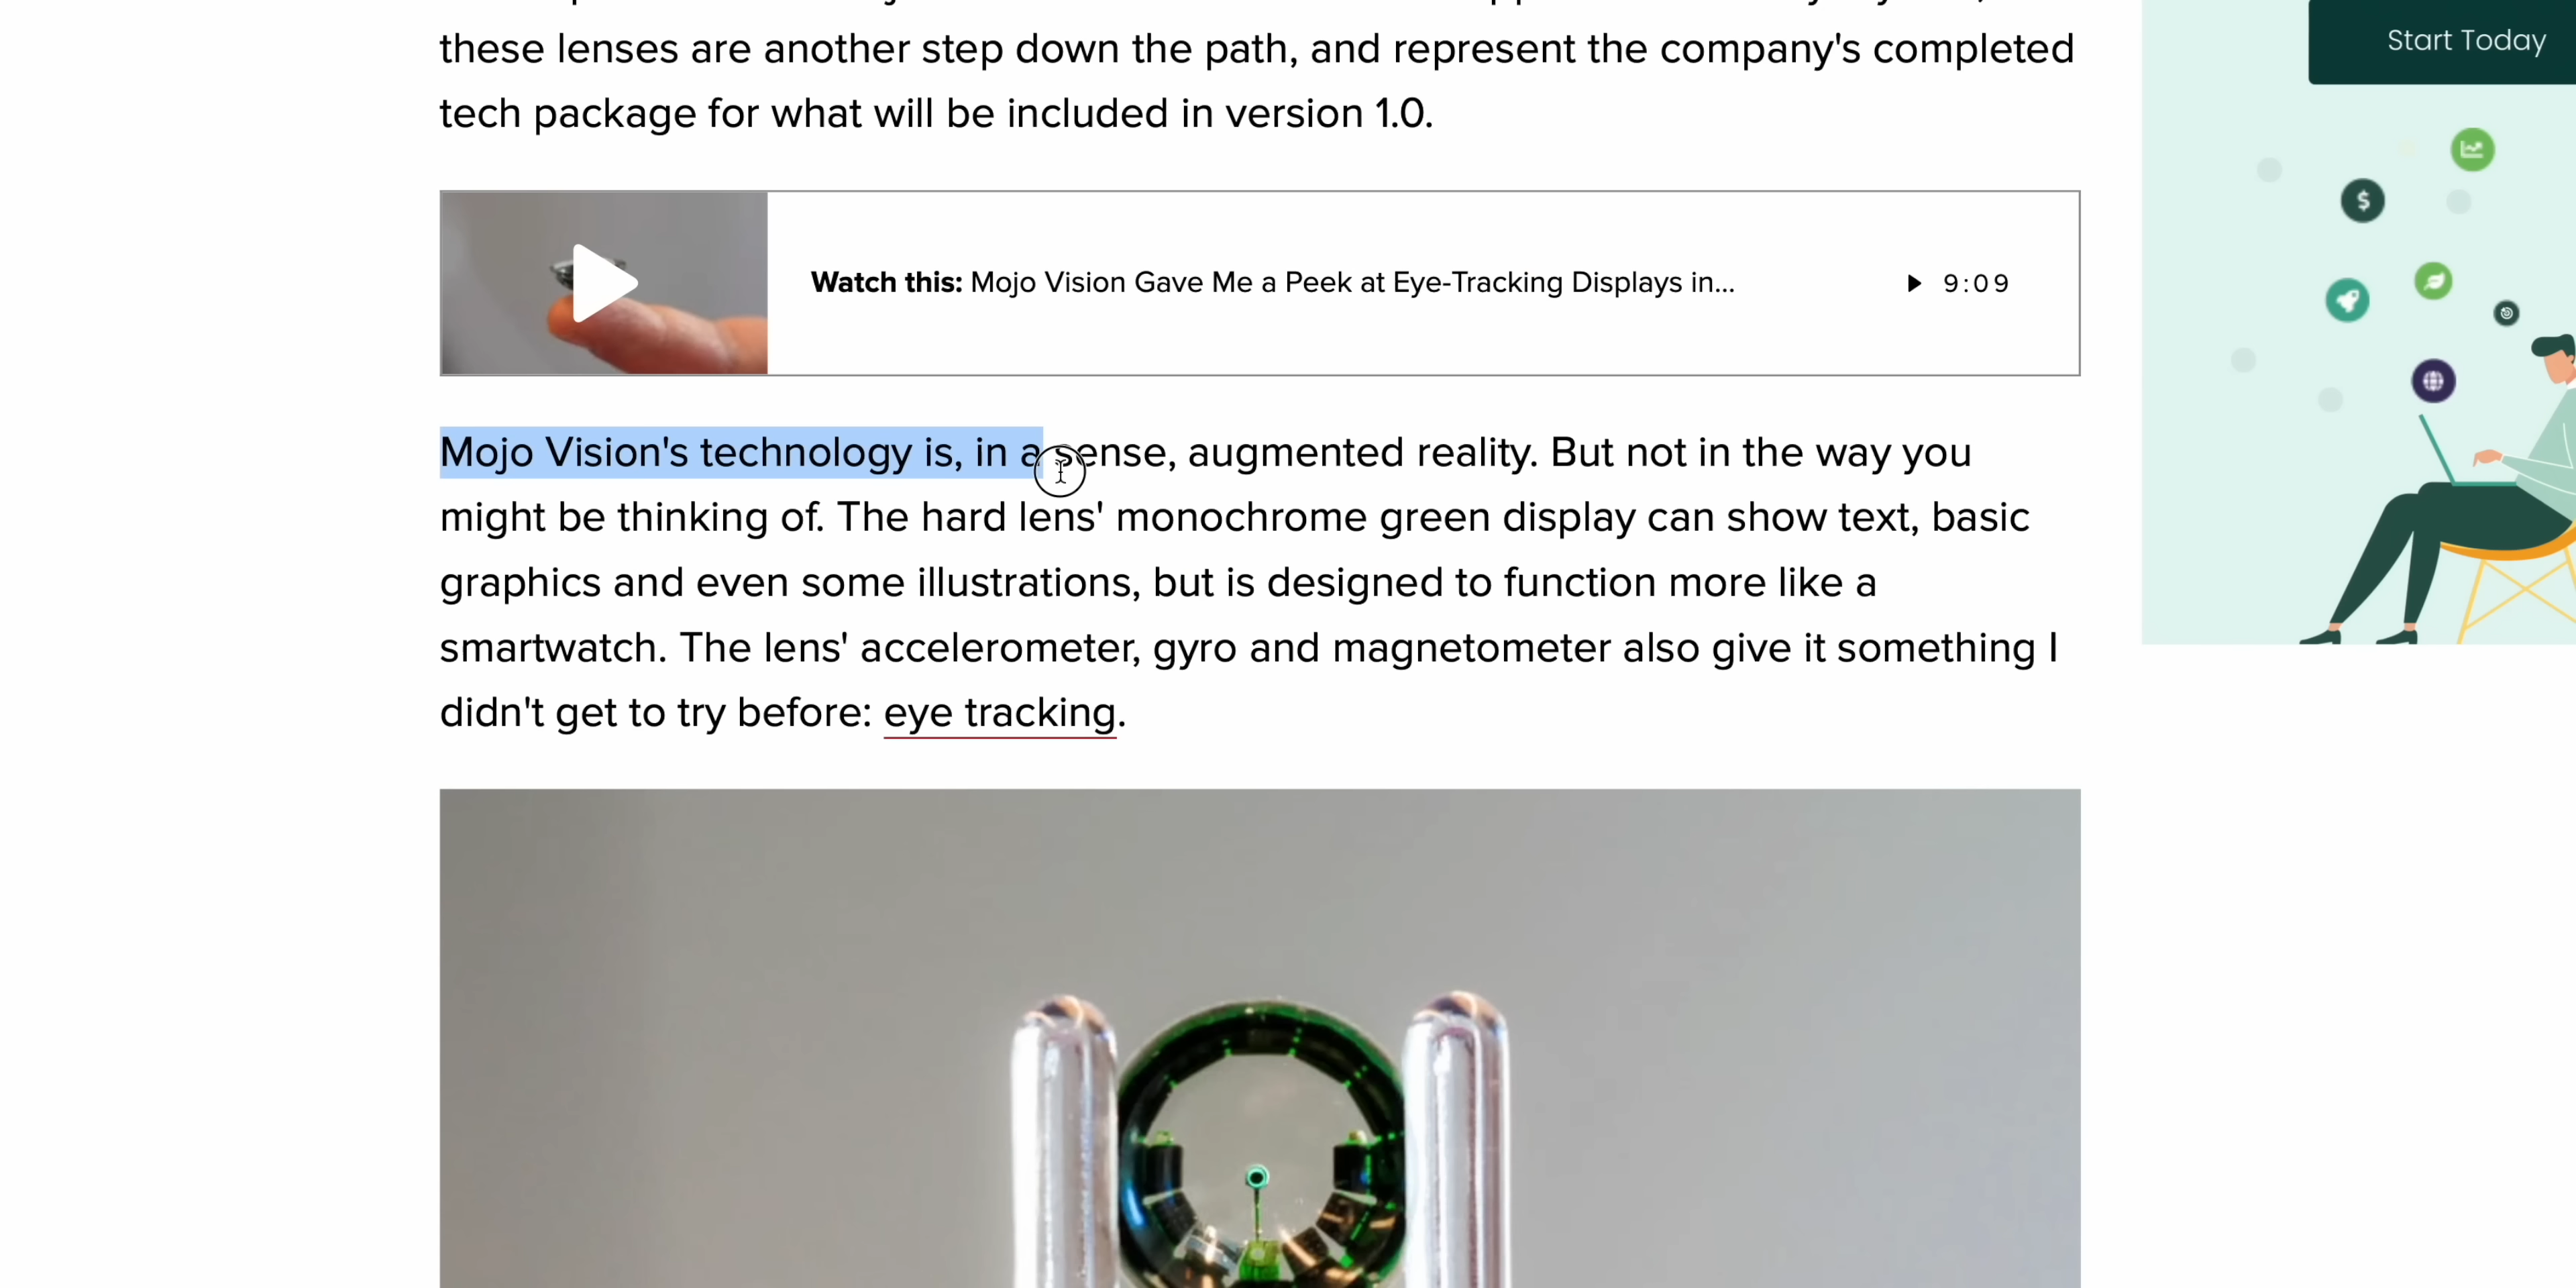 these lenses are another step down the path, and represent the company's completed
tech package for what will be included in version 1.0.
Watch this: Mojo Vision Gave Me a Peek at Eye-Tracking Displays in...
9:09
Mojo Vision's technology is, in a sense, augmented reality. But not in the way you
might be thinking of. The hard lens' monochrome green display can show text, basic
graphics and even some illustrations, but is designed to function more like a
smartwatch. The lens' accelerometer, gyro and magnetometer also give it something I
didn't get to try before: eye tracking.
Start Today